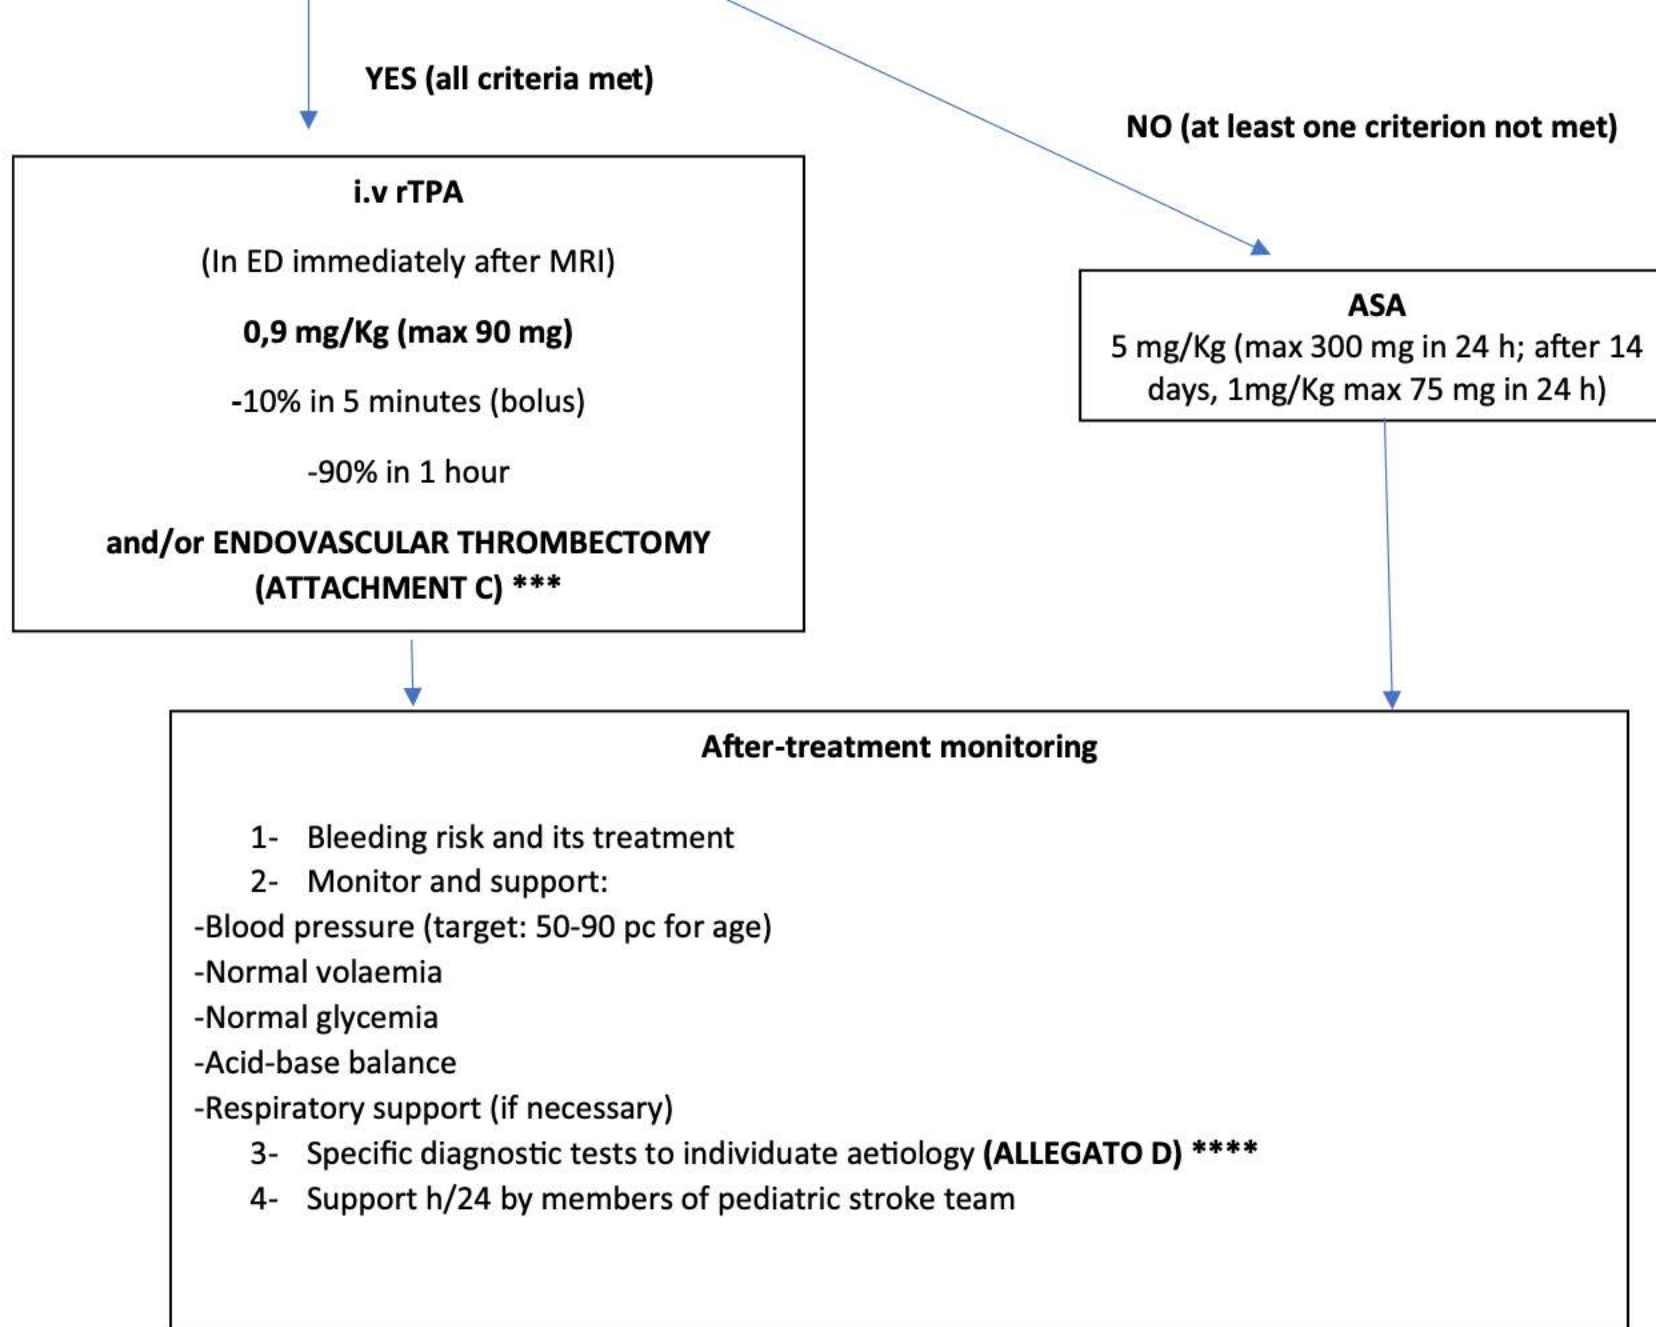 YES (all criteria met)
NO (at least one criterion not met)
i.v rTPA
(In ED immediately after MRI)
0,9 mg/Kg (max 90 mg)
-10% in 5 minutes (bolus)
-90% in 1 hour
and/or ENDOVASCULAR THROMBECTOMY
(ATTACHMENT C) ***
ASA
5 mg/Kg (max 300 mg in 24 h; after 14
days, 1mg/Kg max 75 mg in 24 h)
After-treatment monitoring
1- Bleeding risk and its treatment
2- Monitor and support:
-Blood pressure (target: 50-90 pc for age)
-Normal volaemia
-Normal glycemia
-Acid-base balance
-Respiratory support (if necessary)
3- Specific diagnostic tests to individuate aetiology (ALLEGATO D) ****
4- Support h/24 by members of pediatric stroke team